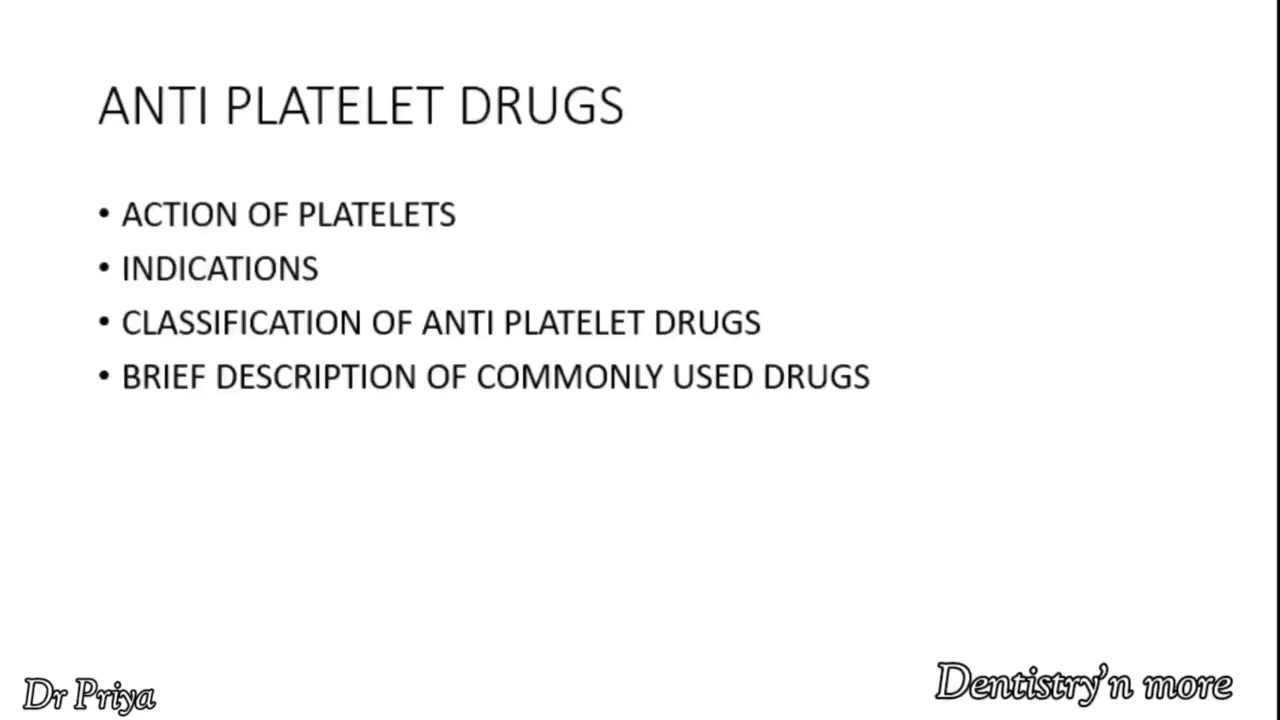 ANTI PLATELET DRUGS
• ACTION OF PLATELETS
• INDICATIONS
• CLASSIFICATION OF ANTI PLATELET DRUGS
• BRIEF DESCRIPTION OF COMMONLY USED DRUGS
Dr Priya
Dentistry'n more